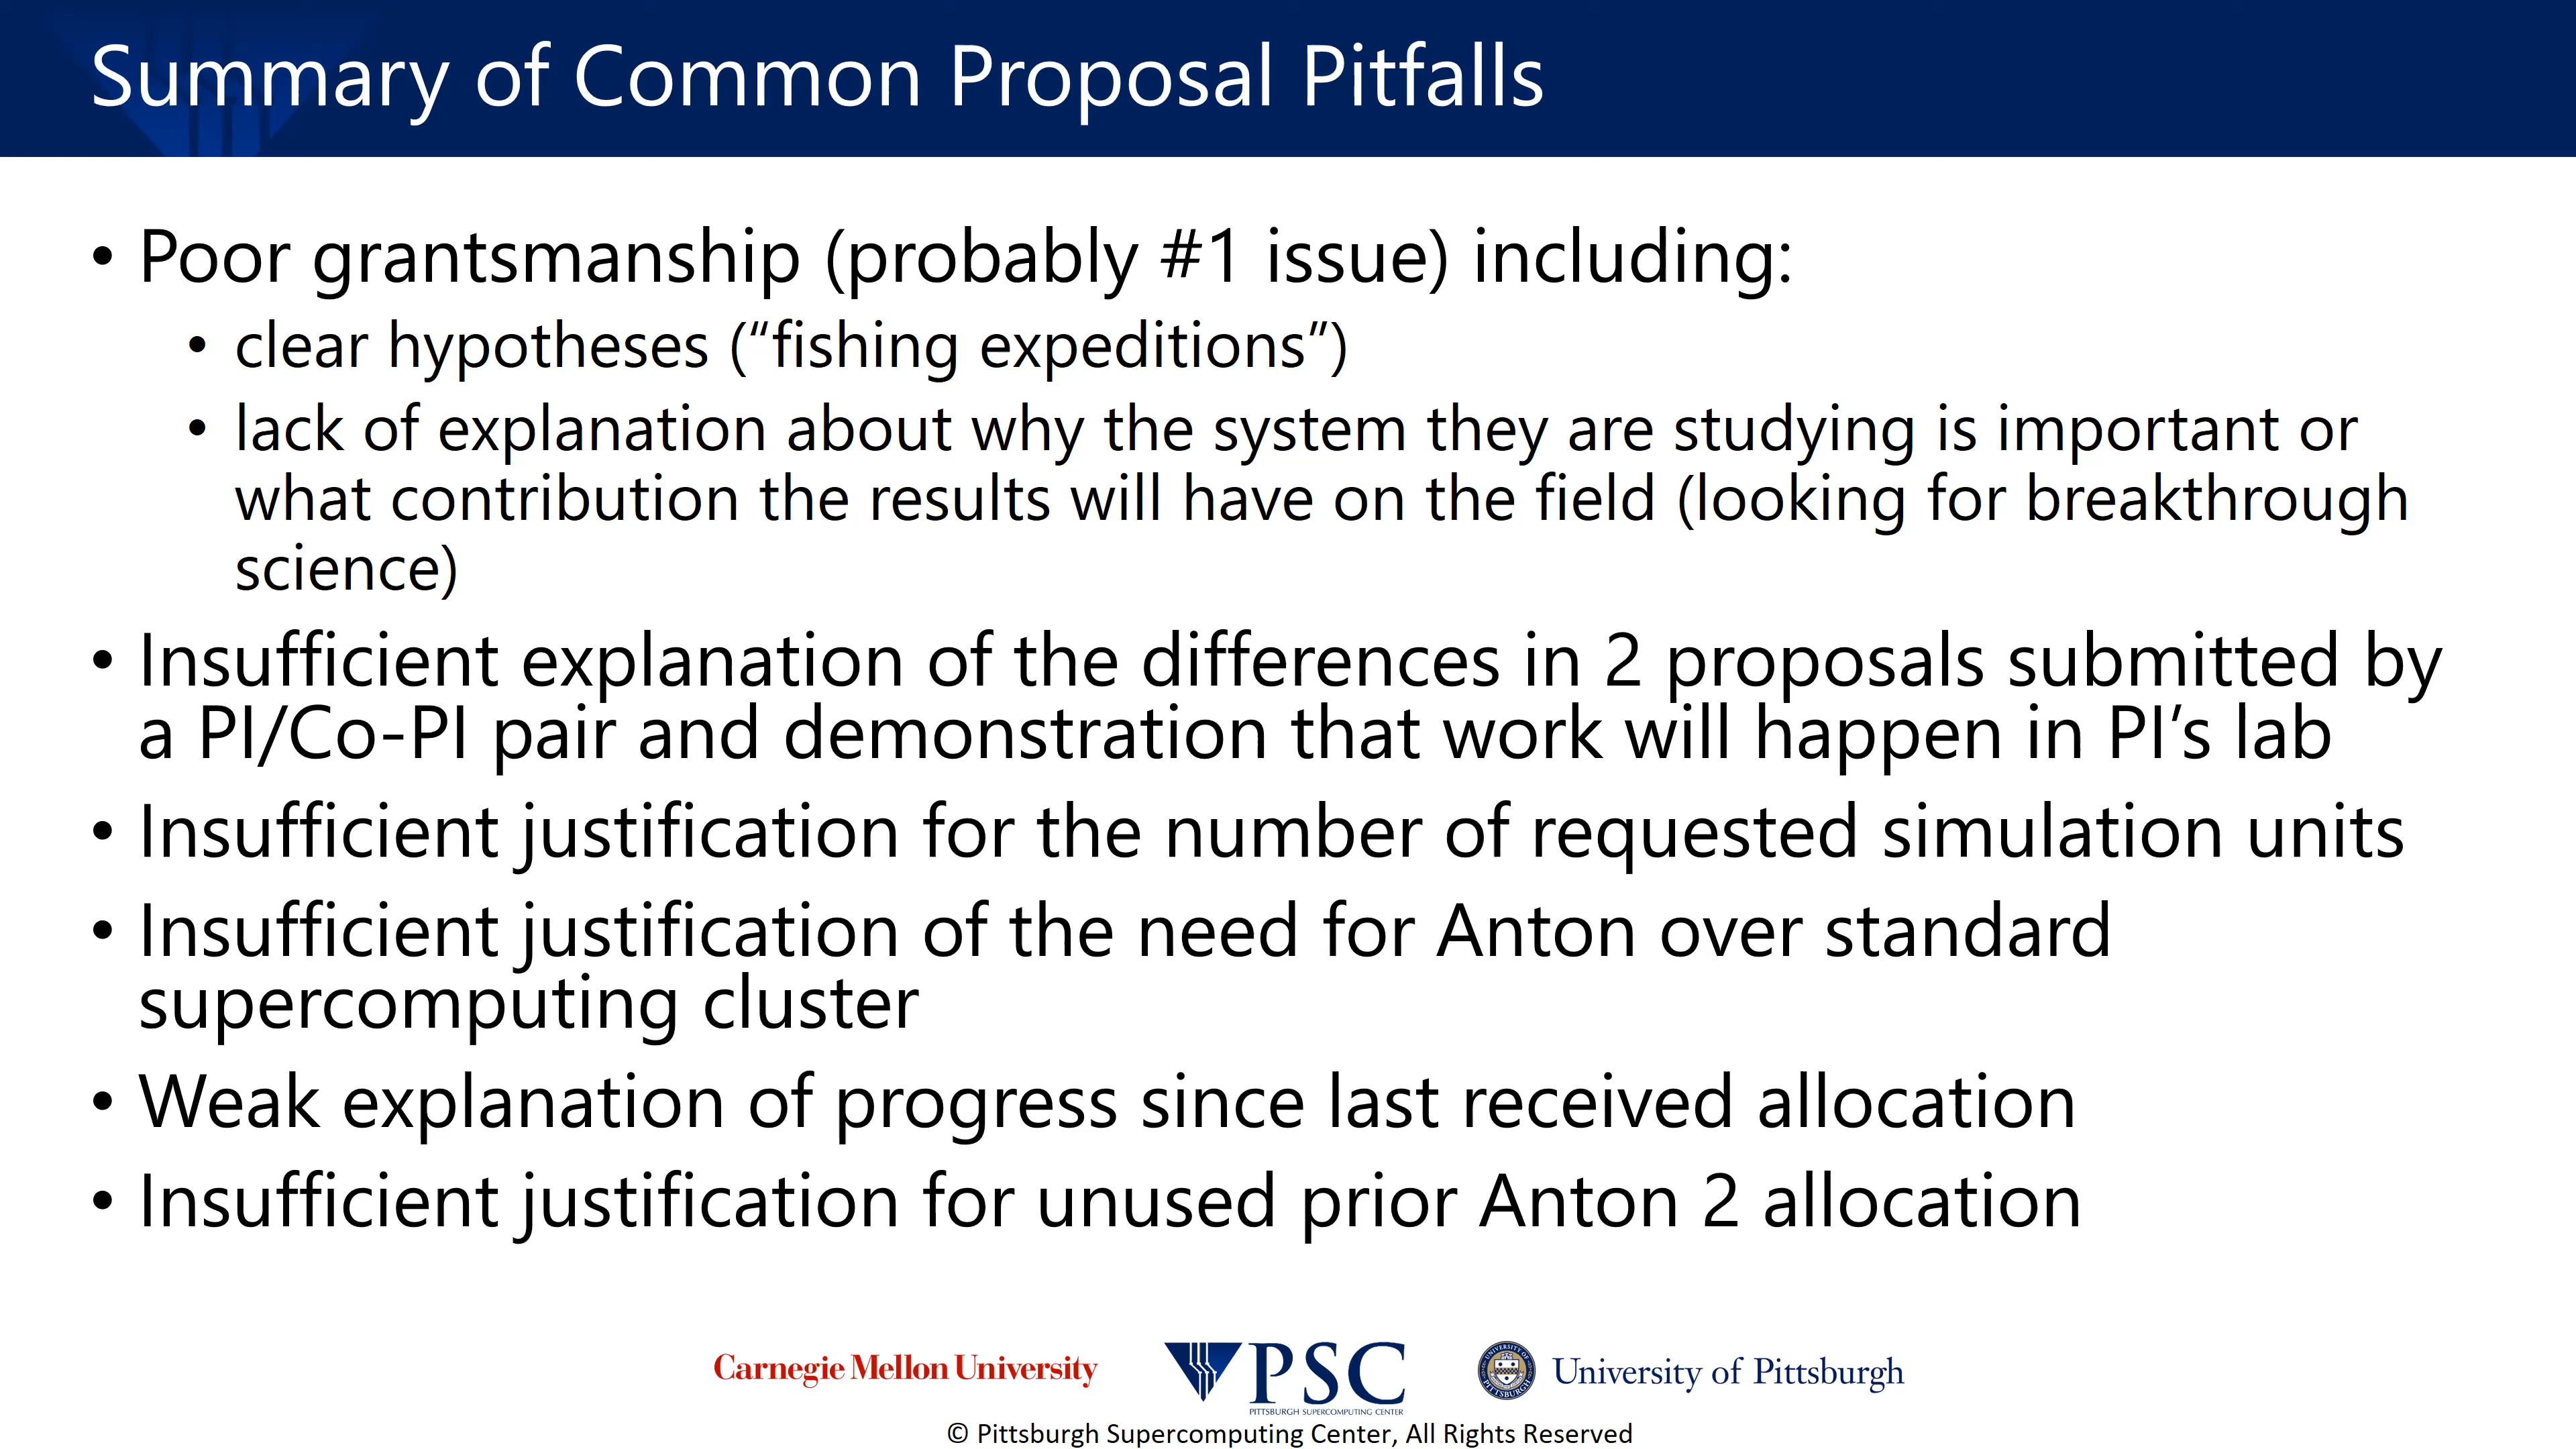 Summary of Common Proposal Pitfalls
• Poor grantsmanship (probably #1 issue) including:
• clear hypotheses (“fishing expeditions”)
• lack of explanation about why the system they are studying is important or
what contribution the results will have on the field (looking for breakthrough
science)
• Insufficient explanation of the differences in 2 proposals submitted by
a PI/Co-PI pair and demonstration that work will happen in PI’s lab
• Insufficient justification for the number of requested simulation units
• Insufficient justification of the need for Anton over standard
supercomputing cluster
• Weak explanation of progress since last received allocation
• Insufficient justification for unused prior Anton 2 allocation
Carnegie Mellon University
PSC
PITTSBURGH SUPERCOMPUTING CENTER
UNIVERSITY OF PITTSBURGH
University of Pittsburgh
© Pittsburgh Supercomputing Center, All Rights Reserved